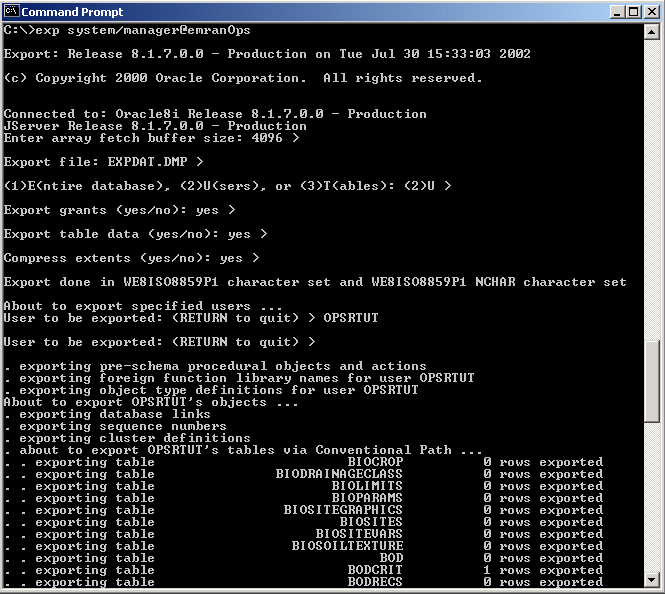 Command Prompt
C:\>exp system/manager@emranOps
Export: Release 8.1.7.0.0 - Production on Tue Jul 30 15:33:03 2002
(c) Copyright 2000 Oracle Corporation.  All rights reserved.
Connected to: Oracle8i Release 8.1.7.0.0 - Production
JServer Release 8.1.7.0.0 - Production
Enter array fetch buffer size: 4096 >
Export file: EXPDAT.DMP >
(1)E(ntire database), (2)U(sers), or (3)T(ables): (2)U >
Export grants (yes/no): yes >
Export table data (yes/no): yes >
Compress extents (yes/no): yes >
Export done in WE8ISO8859P1 character set and WE8ISO8859P1 NCHAR character set
About to export specified users ...
User to be exported: (RETURN to quit) > OPSRTUT
User to be exported: (RETURN to quit) >
. exporting pre-schema procedural objects and actions
. exporting foreign function library names for user OPSRTUT
. exporting object type definitions for user OPSRTUT
About to export OPSRTUT's objects ...
. exporting database links
. exporting sequence numbers
. exporting cluster definitions
. about to export OPSRTUT's tables via Conventional Path ...
. . exporting table                        BIOCROP          0 rows exported
. . exporting table               BIODRAINAGECLASS          0 rows exported
. . exporting table                      BIOLIMITS          0 rows exported
. . exporting table                      BIOPARAMS          0 rows exported
. . exporting table                BIOSITEGRAPHICS          0 rows exported
. . exporting table                       BIOSITES          0 rows exported
. . exporting table                    BIOSITEVARS          0 rows exported
. . exporting table                 BIOSOILTEXTURE          0 rows exported
. . exporting table                            BOD          0 rows exported
. . exporting table                        BODCRIT          1 rows exported
. . exporting table                        BODRECS          0 rows exported